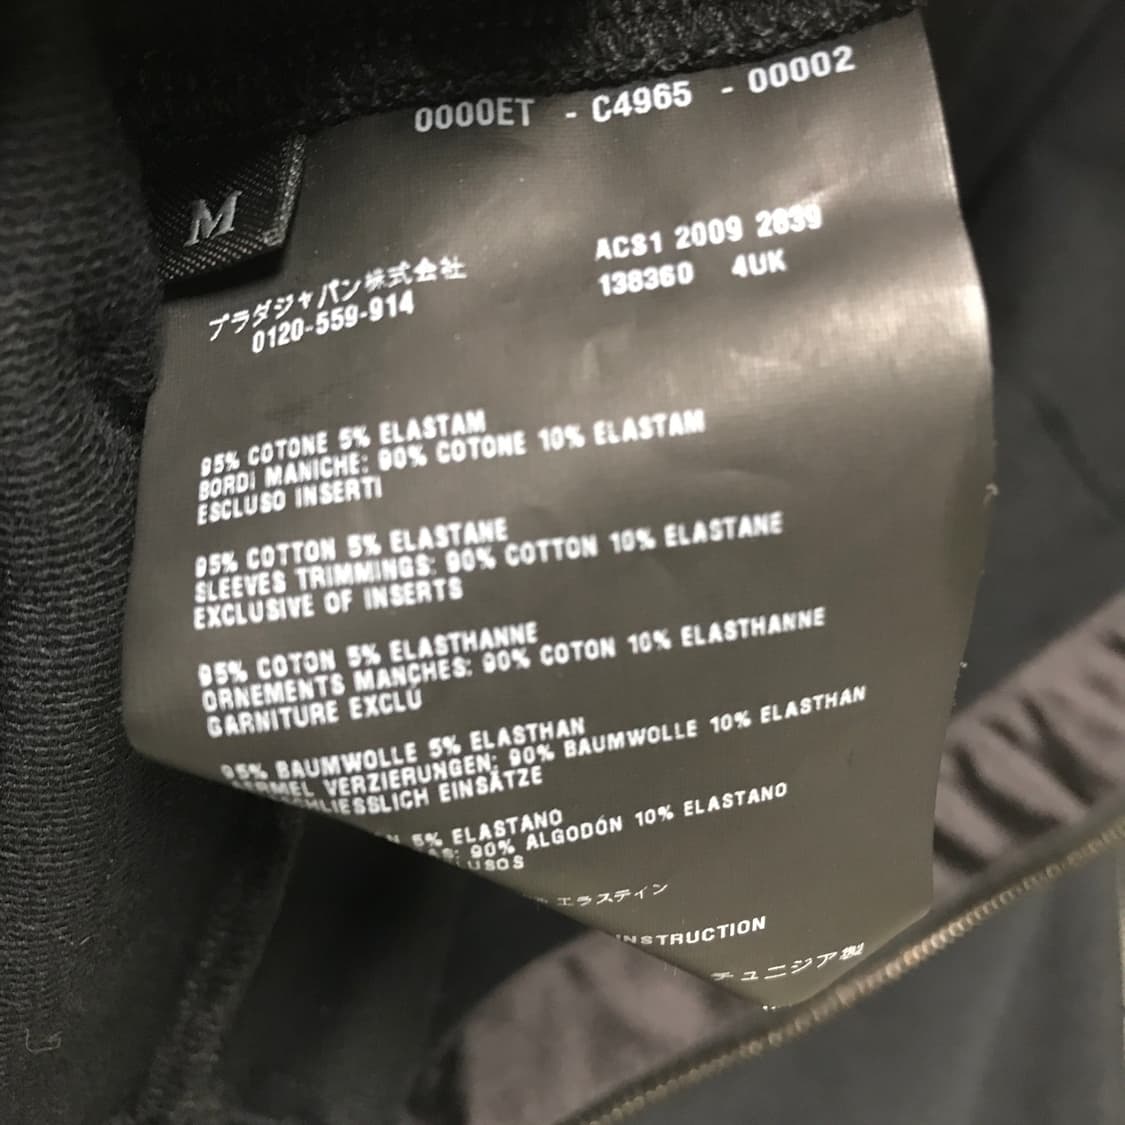 0000ET - C4965 - 00002
M
プラダジャパン株式会社
0120-559-914
ACS1 2009 2639
138360 4UK
95% COTONE 5% ELASTAM
BORDI MANICHE: 90% COTONE 10% ELASTAM
ESCLUSO INSERTI
95% COTTON 5% ELASTANE
SLEEVES TRIMMINGS: 90% COTTON 10% ELASTANE
EXCLUSIVE OF INSERTS
95% COTON 5% ELASTHANNE
ORNEMENTS MANCHES: 90% COTON 10% ELASTHANNE
GARNITURE EXCLU
95% BAUMWOLLE 5% ELASTHAN
VERZIERUNGEN: 90% BAUMWOLLE 10% ELASTHAN
EINSÄTZE
5% ELASTANO
90% ALGODÓN 10% ELASTANO
エラステイン
チュニジア製